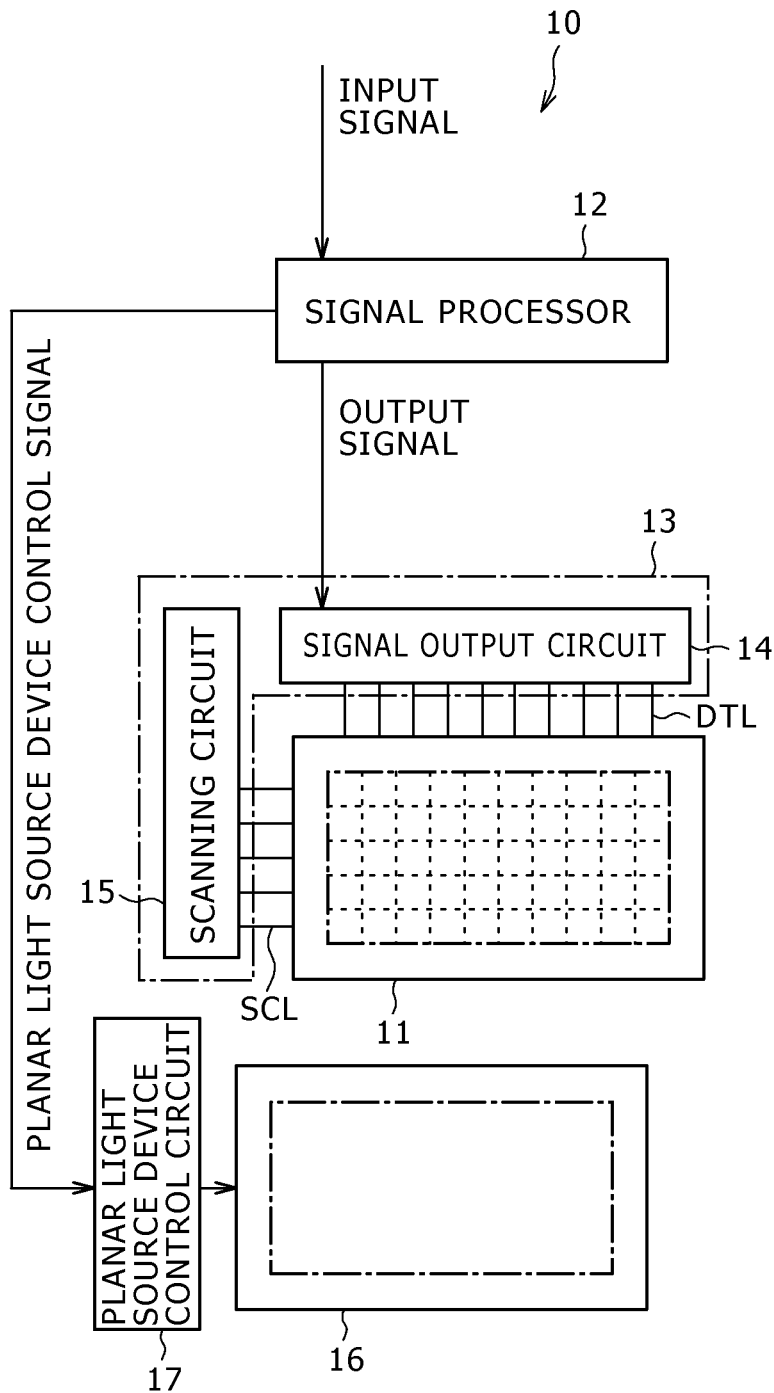 10
INPUT
SIGNAL
12
SIGNAL PROCESSOR
OUTPUT
SIGNAL
PLANAR LIGHT SOURCE DEVICE CONTROL SIGNAL
13
SIGNAL OUTPUT CIRCUIT
14
DTL
SCANNING CIRCUIT
15
SCL
11
PLANAR LIGHT
SOURCE DEVICE
CONTROL CIRCUIT
17
16